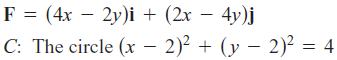 F = (4x − 2y)i + (2x − 4y)j
C: The circle (x − 2)² + (y − 2)² = 4